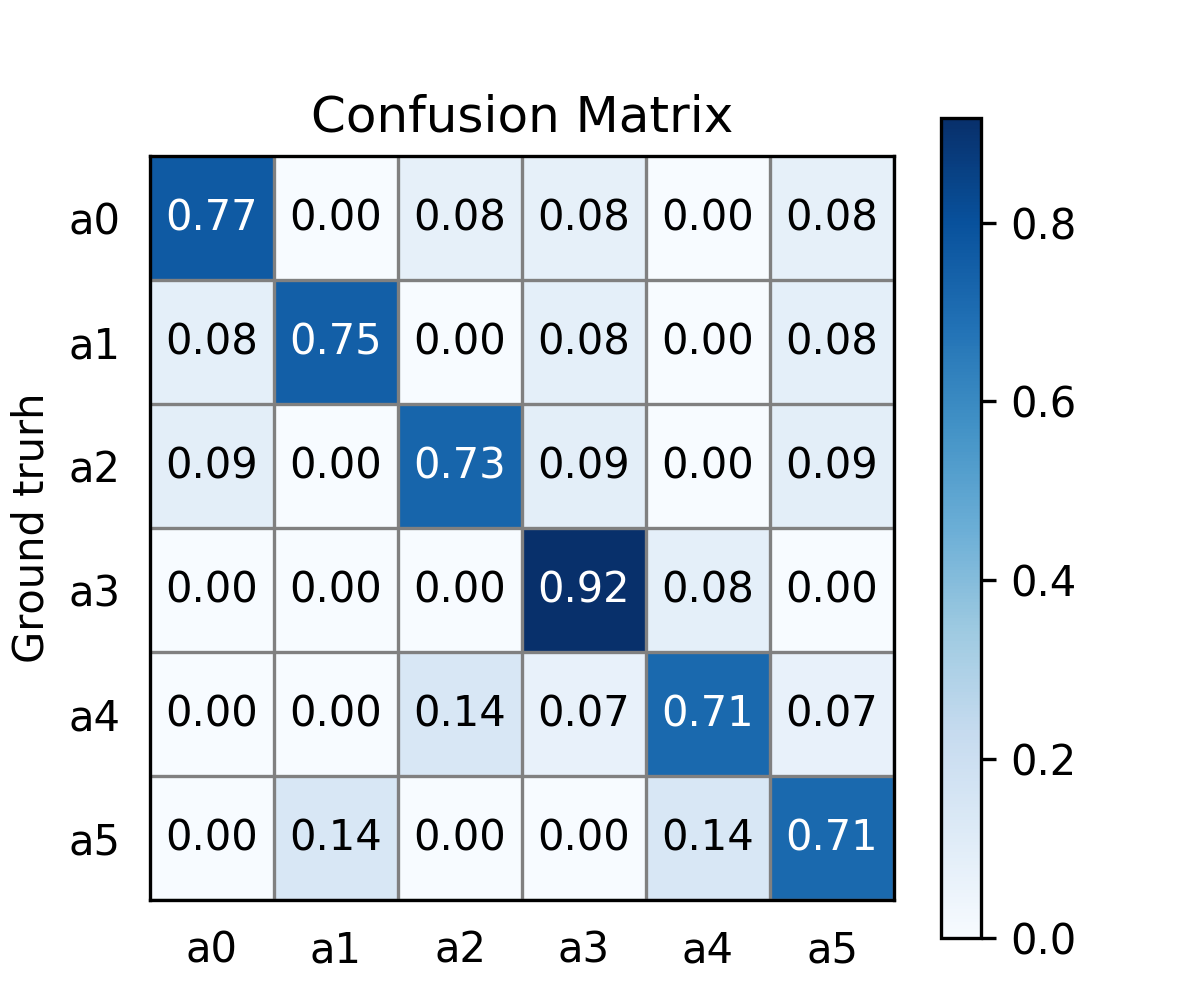 Confusion Matrix
a0 0.77 0.00 0.08 0.08 0.00 0.08
a1 0.08 0.75 0.00 0.08 0.00 0.08
a2 0.09 0.00 0.73 0.09 0.00 0.09
a3 0.00 0.00 0.00 0.92 0.08 0.00
a4 0.00 0.00 0.14 0.07 0.71 0.07
a5 0.00 0.14 0.00 0.00 0.14 0.71
a0 a1 a2 a3 a4 a5
Ground trurh
0.8
0.6
0.4
0.2
0.0